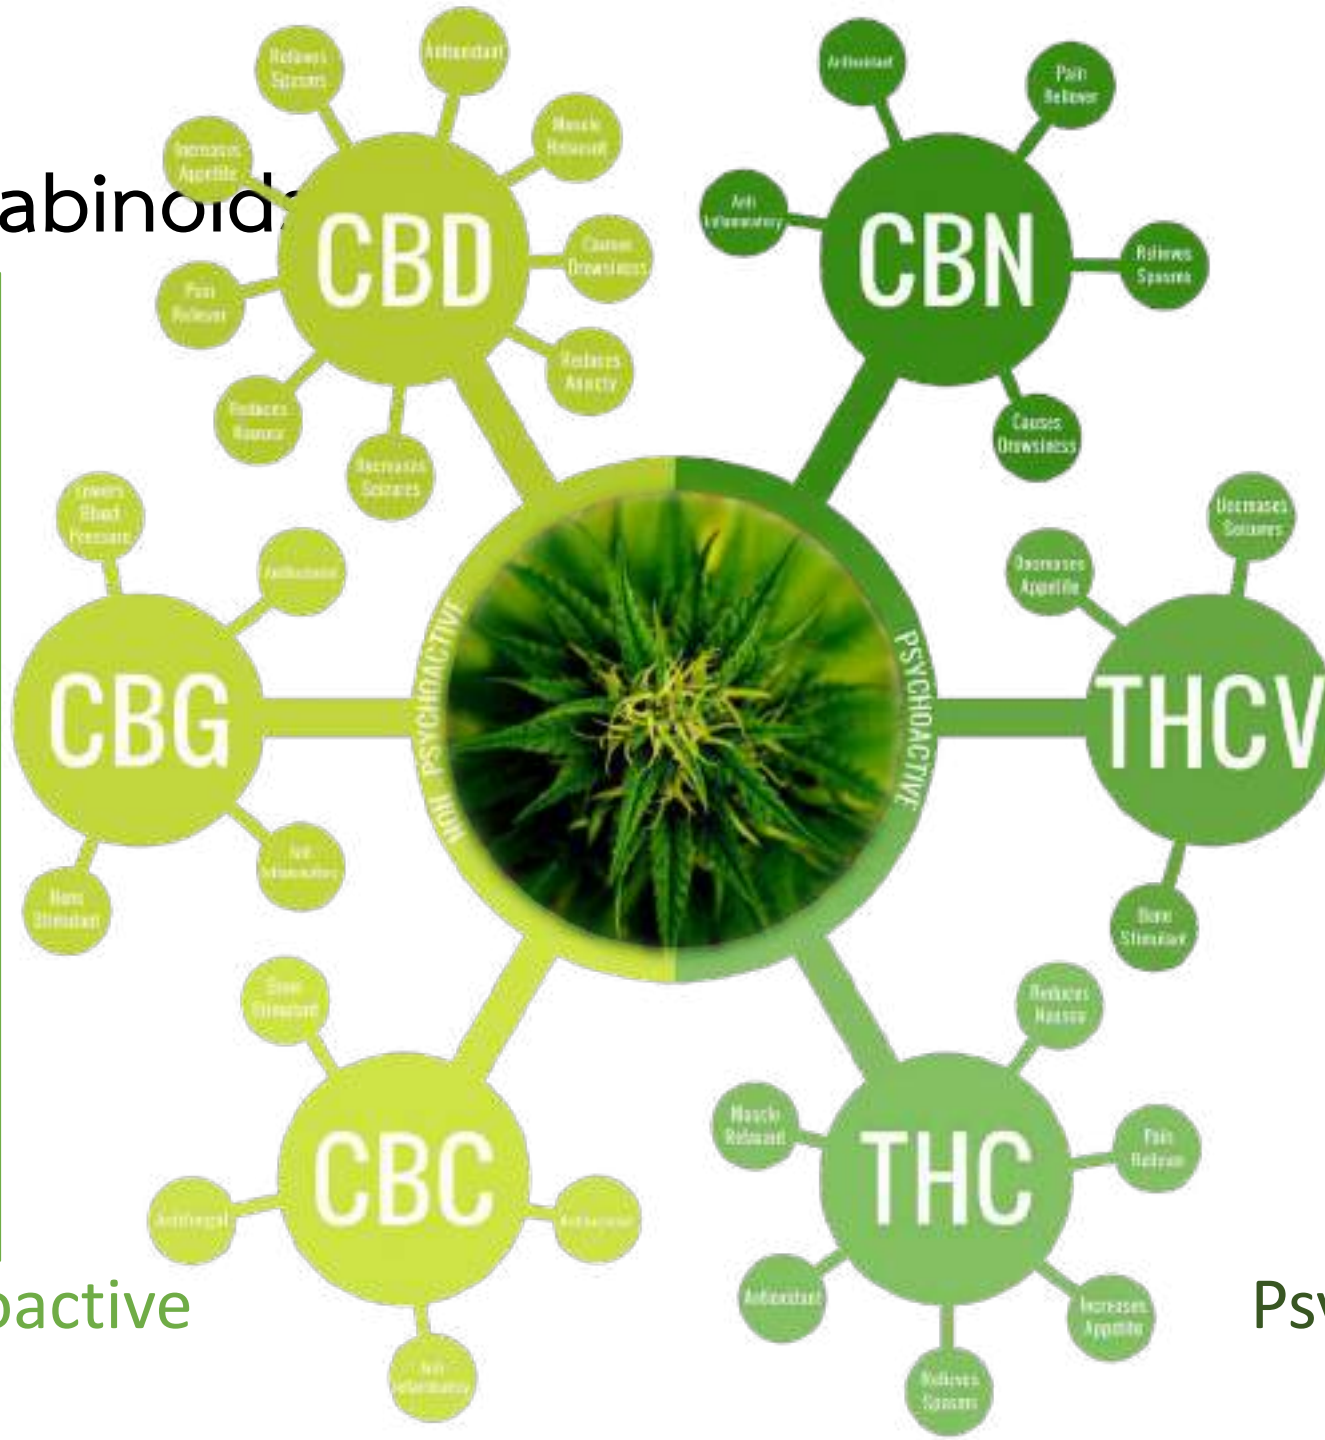 abinoids
CBD
Relieves
Spasms
Antioxidant
Muscle
Relaxant
Causes
Drowsiness
Reduces
Anxiety
Decreases
Seizures
Reduces
Nausea
Pain
Reliever
Increases
Appetite
CBN
Antioxidant
Pain
Reliever
Relieves
Spasms
Causes
Drowsiness
Anti
Inflammatory
CBG
Lowers
Blood
Pressure
Antibacterial
Anti
Inflammatory
Bone
Stimulant
NON PSYCHOACTIVE
PSYCHOACTIVE
THCV
Decreases
Appetite
Decreases
Seizures
Bone
Stimulant
CBC
Bone
Stimulant
Antifungal
Anti
Inflammatory
THC
Reduces
Nausea
Pain
Reliever
Increases
Appetite
Relieves
Spasms
Antioxidant
Muscle
Relaxant
oactive
Psy